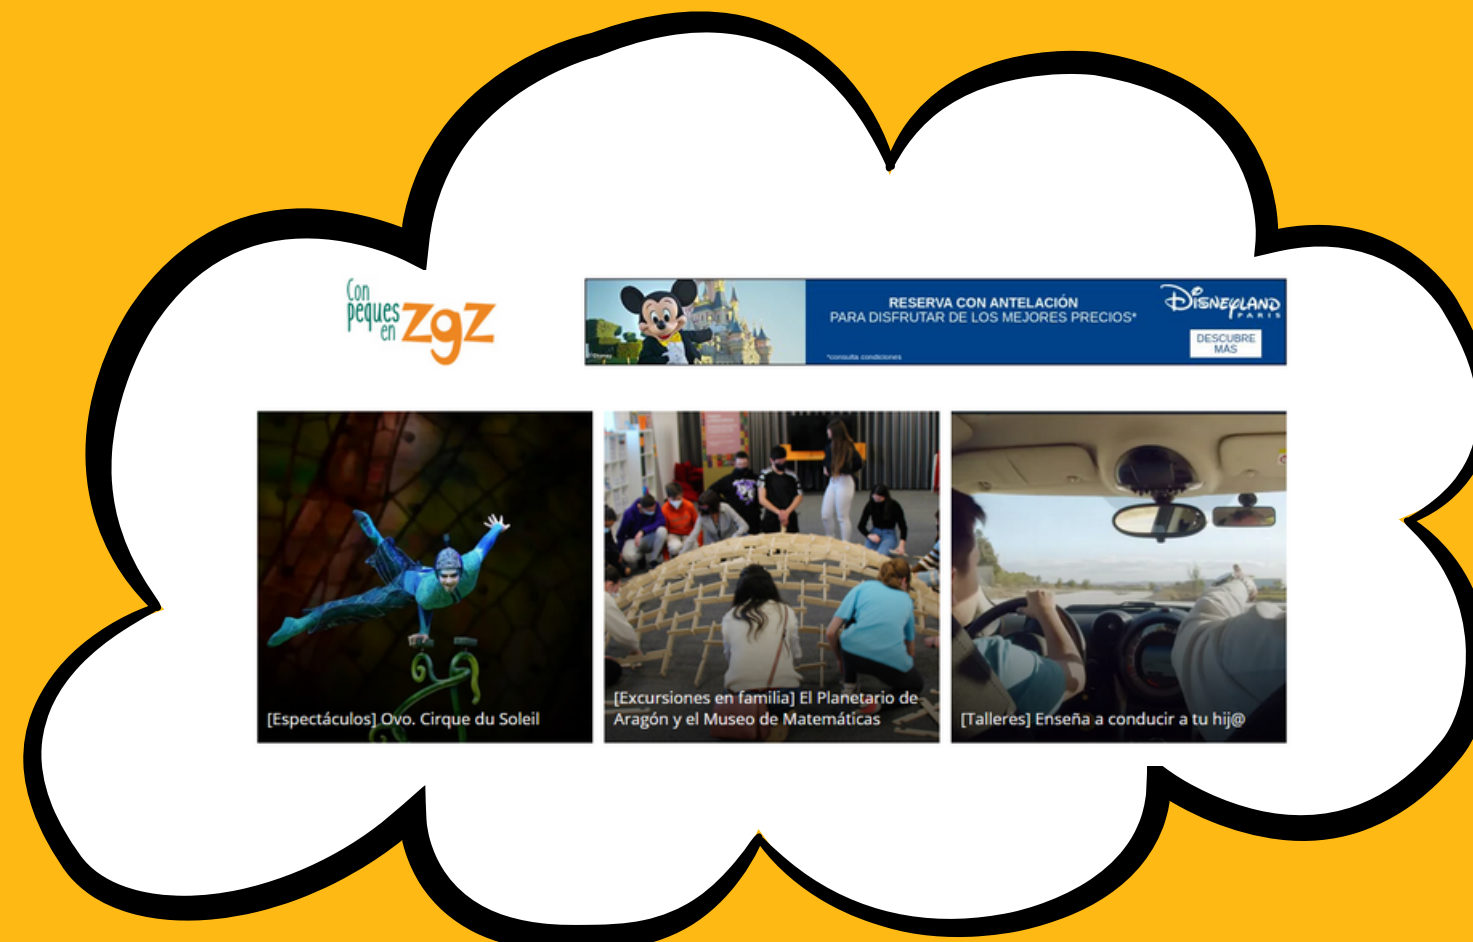 Con
peques
en zgz
RESERVA CON ANTELACIÓN
PARA DISFRUTAR DE LOS MEJORES PRECIOS*
*consulta condiciones
©Disney
DISNEYLAND
PARIS
DESCUBRE
MÁS
[Espectáculos] Ovo. Cirque du Soleil
[Excursiones en familia] El Planetario de
Aragón y el Museo de Matemáticas
[Talleres] Enseña a conducir a tu hij@